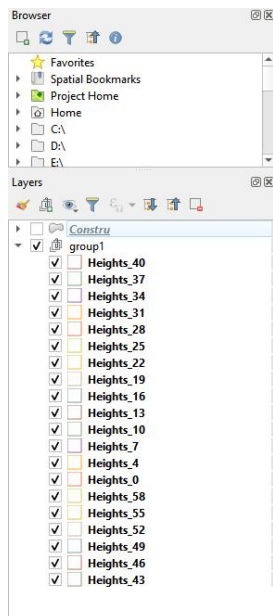 Browser
Favorites
Spatial Bookmarks
Project Home
Home
C:\
D:\
E:\
Layers
Constru
group1
Heights_40
Heights_37
Heights_34
Heights_31
Heights_28
Heights_25
Heights_22
Heights_19
Heights_16
Heights_13
Heights_10
Heights_7
Heights_4
Heights_0
Heights_58
Heights_55
Heights_52
Heights_49
Heights_46
Heights_43